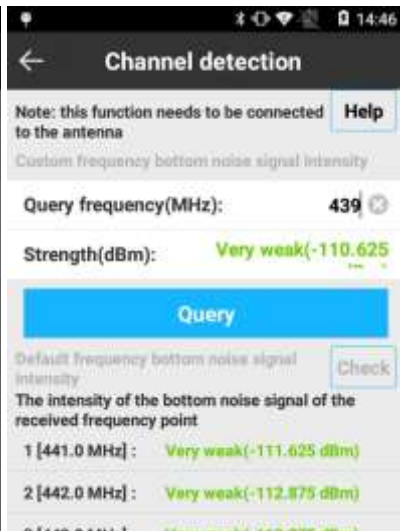 14:46
Channel detection
Note: this function needs to be connected
to the antenna
Help
Custom frequency bottom noise signal intensity
Query frequency(MHz):
439
Strength(dBm):
Very weak(-110.625
Query
Default frequency bottom noise signal
intensity
Check
The intensity of the bottom noise signal of the
received frequency point
1 [441.0 MHz] : Very weak(-111.625 dBm)
2 [442.0 MHz] : Very weak(-112.875 dBm)